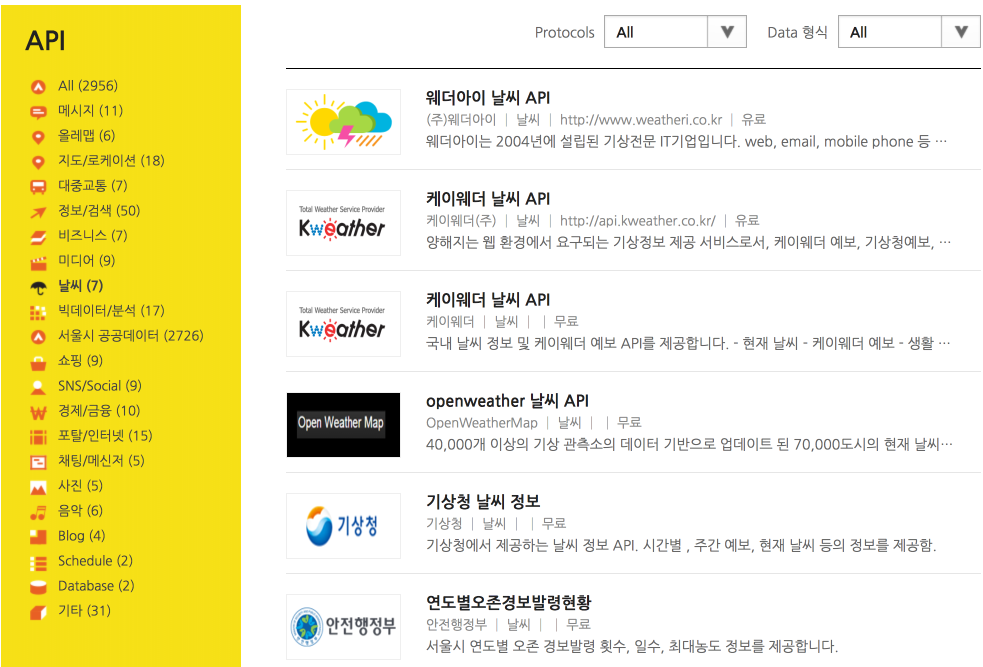 API
All (2956)
메시지 (11)
올레맵 (6)
지도/로케이션 (18)
대중교통 (7)
정보/검색 (50)
비즈니스 (7)
미디어 (9)
날씨 (7)
빅데이터/분석 (17)
서울시 공공데이터 (2726)
쇼핑 (9)
SNS/Social (9)
경제/금융 (10)
포탈/인터넷 (15)
채팅/메신저 (5)
사진 (5)
음악 (6)
Blog (4)
Schedule (2)
Database (2)
기타 (31)
Protocols All Data 형식 All
웨더아이 날씨 API
(주)웨더아이 | 날씨 | http://www.weatheri.co.kr | 유료
웨더아이는 2004년에 설립된 기상전문 IT기업입니다. web, email, mobile phone 등 ···
Total Weather Service Provider
Kweather
케이웨더 날씨 API
케이웨더(주) | 날씨 | http://api.kweather.co.kr/ | 유료
양해지는 웹 환경에서 요구되는 기상정보 제공 서비스로서, 케이웨더 예보, 기상청예보, ···
Total Weather Service Provider
Kweather
케이웨더 날씨 API
케이웨더 | 날씨 | | 무료
국내 날씨 정보 및 케이웨더 예보 API를 제공합니다. - 현재 날씨 - 케이웨더 예보 - 생활 ···
Open Weather Map
openweather 날씨 API
OpenWeatherMap | 날씨 | | 무료
40,000개 이상의 기상 관측소의 데이터 기반으로 업데이트 된 70,000도시의 현재 날씨···
기상청
기상청 날씨 정보
기상청 | 날씨 | | 무료
기상청에서 제공하는 날씨 정보 API. 시간별 , 주간 예보, 현재 날씨 등의 정보를 제공함.
안전행정부
연도별오존경보발령현황
안전행정부 | 날씨 | | 무료
서울시 연도별 오존 경보발령 횟수, 일수, 최대농도 정보를 제공합니다.